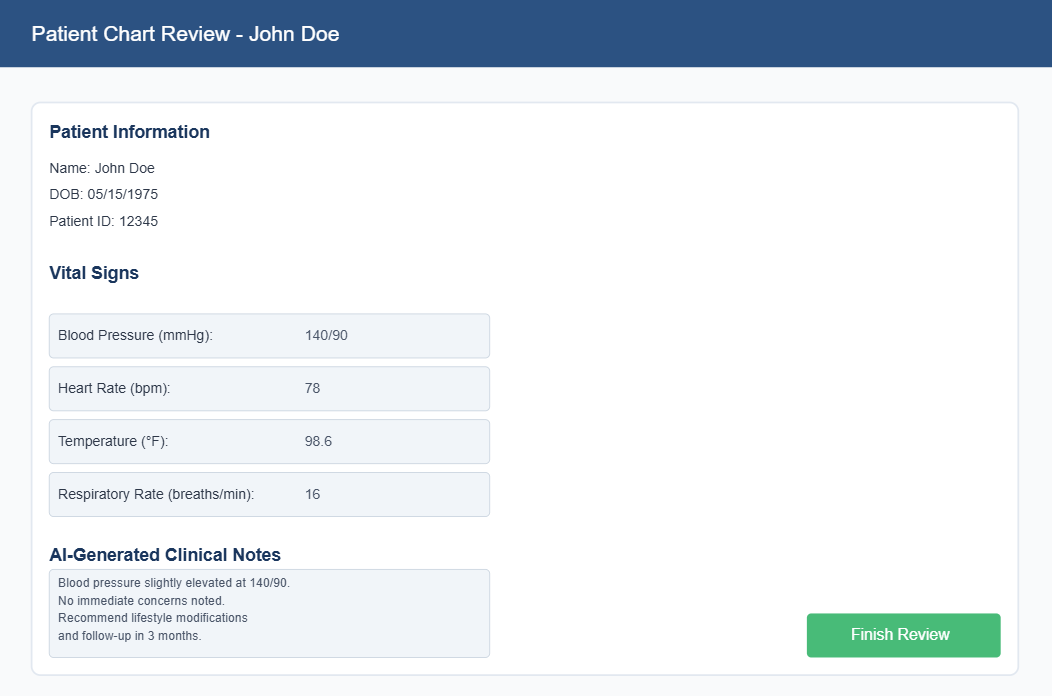 Patient Chart Review - John Doe
Patient Information
Name: John Doe
DOB: 05/15/1975
Patient ID: 12345
Vital Signs
Blood Pressure (mmHg): 140/90
Heart Rate (bpm): 78
Temperature (°F): 98.6
Respiratory Rate (breaths/min): 16
AI-Generated Clinical Notes
Blood pressure slightly elevated at 140/90.
No immediate concerns noted.
Recommend lifestyle modifications
and follow-up in 3 months.
Finish Review